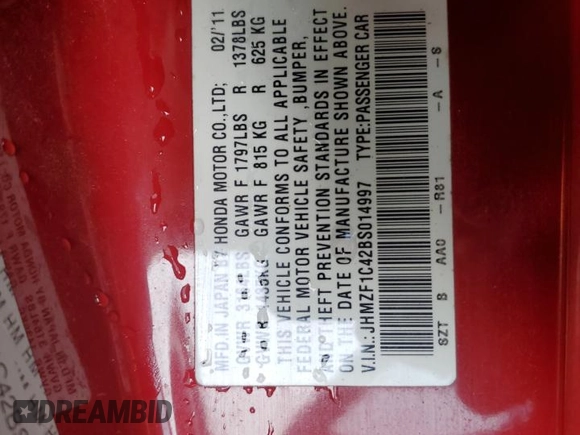 MFD.IN JAPAN BY HONDA MOTOR CO.,LTD; 02/'11
GAWR F 1797LBS R 1378LBS
GAWR F 815 KG R 625 KG
THIS VEHICLE CONFORMS TO ALL APPLICABLE
FEDERAL MOTOR VEHICLE SAFETY ,BUMPER,
THEFT PREVENTION STANDARDS IN EFFECT
ON THE DATE OF MANUFACTURE SHOWN ABOVE.
V.I.N.: JHMZF1C42BS014997 TYPE:PASSENGER CAR
SZT B AAO —R81 —A —S
DREAMBID